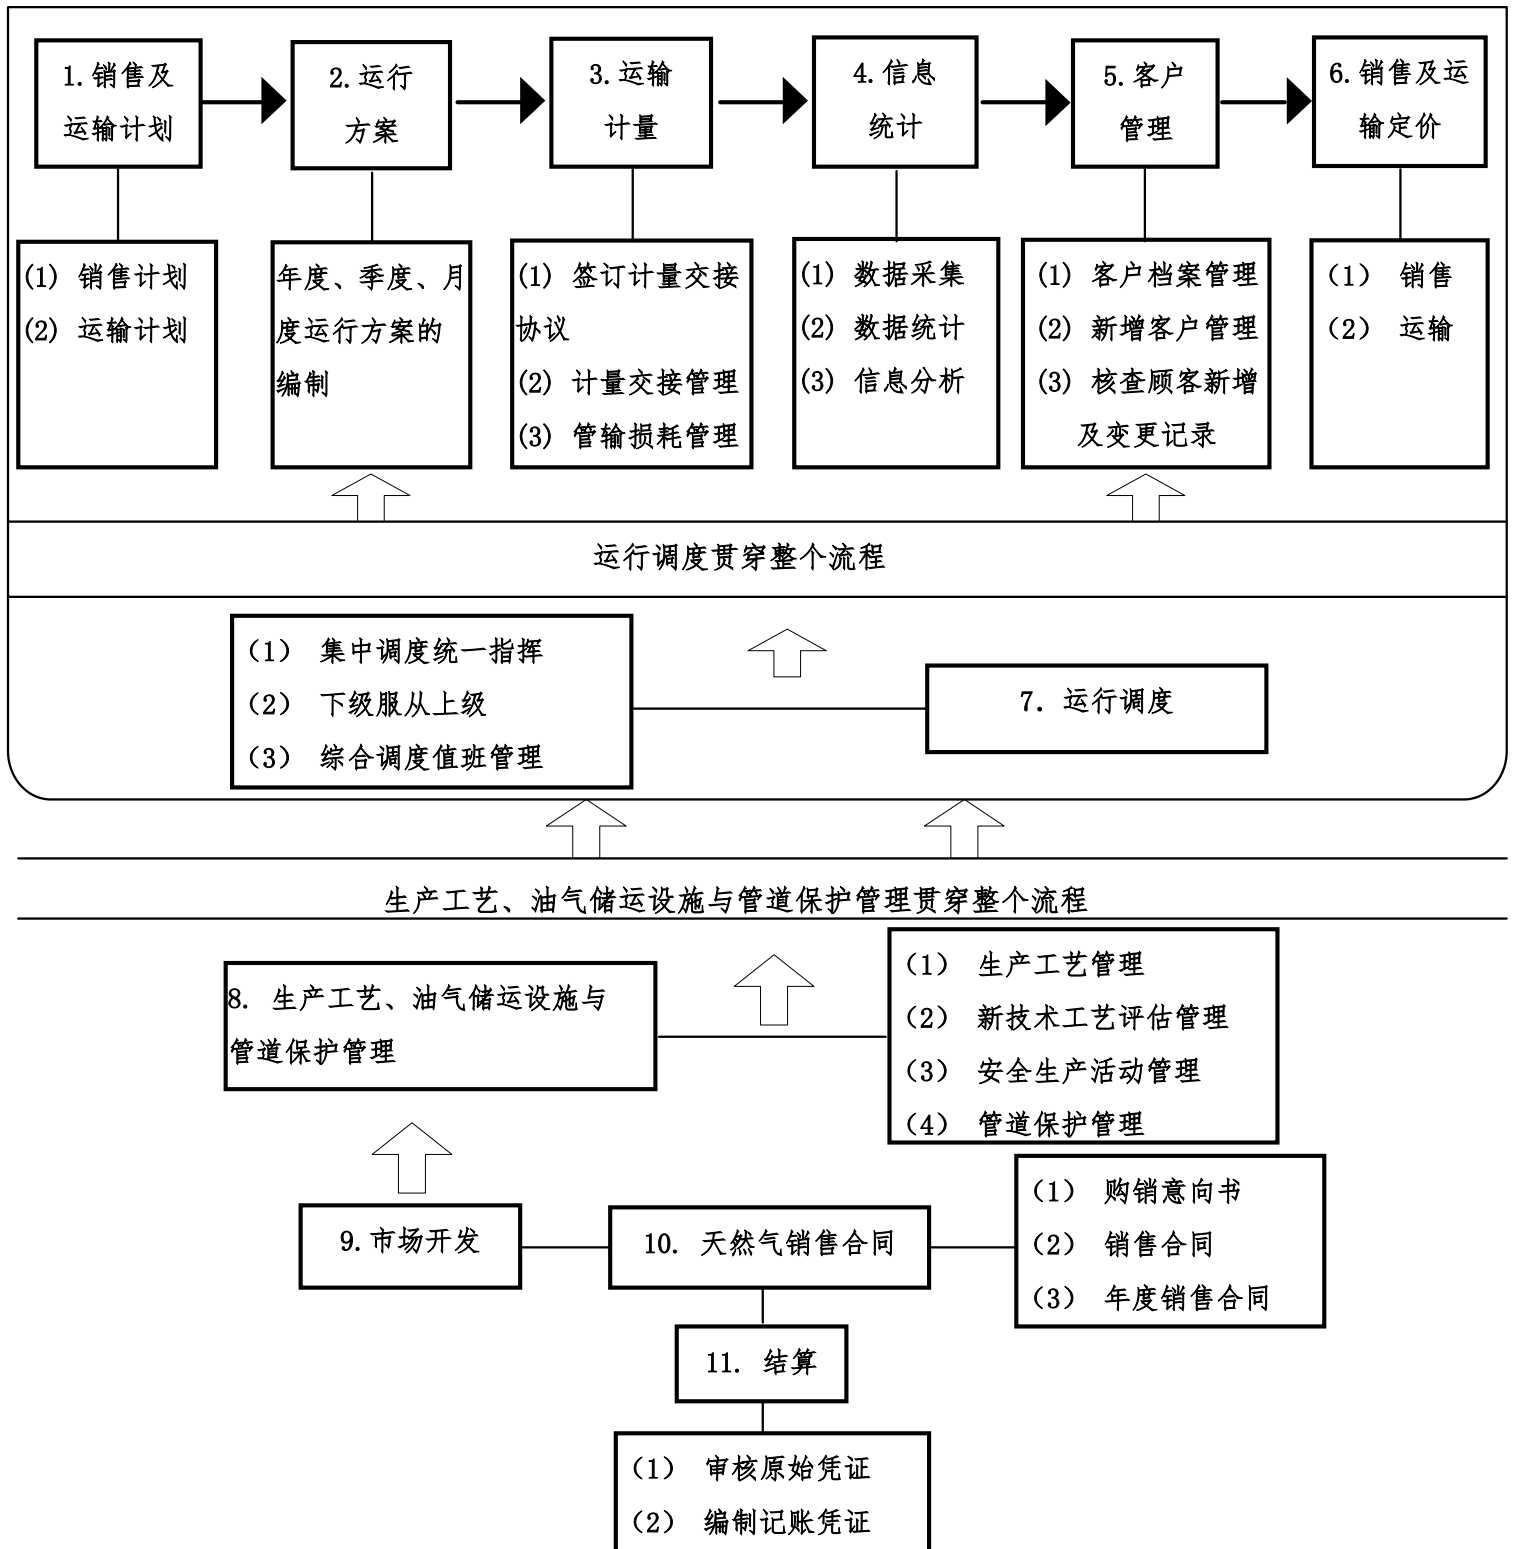 1.销售及
运输计划
2.运行
方案
3.运输
计量
4.信息
统计
5.客户
管理
6.销售及运
输定价
(1) 销售计划
(2) 运输计划
年度、季度、月
度运行方案的
编制
(1) 签订计量交接
协议
(2) 计量交接管理
(3) 管输损耗管理
(1) 数据采集
(2) 数据统计
(3) 信息分析
(1) 客户档案管理
(2) 新增客户管理
(3) 核查顾客新增
及变更记录
（1） 销售
（2） 运输
运行调度贯穿整个流程
（1） 集中调度统一指挥
（2） 下级服从上级
（3） 综合调度值班管理
7. 运行调度
生产工艺、油气储运设施与管道保护管理贯穿整个流程
8. 生产工艺、油气储运设施与
管道保护管理
（1） 生产工艺管理
（2） 新技术工艺评估管理
（3） 安全生产活动管理
（4） 管道保护管理
9.市场开发
10. 天然气销售合同
（1） 购销意向书
（2） 销售合同
（3） 年度销售合同
11. 结算
（1） 审核原始凭证
（2） 编制记账凭证